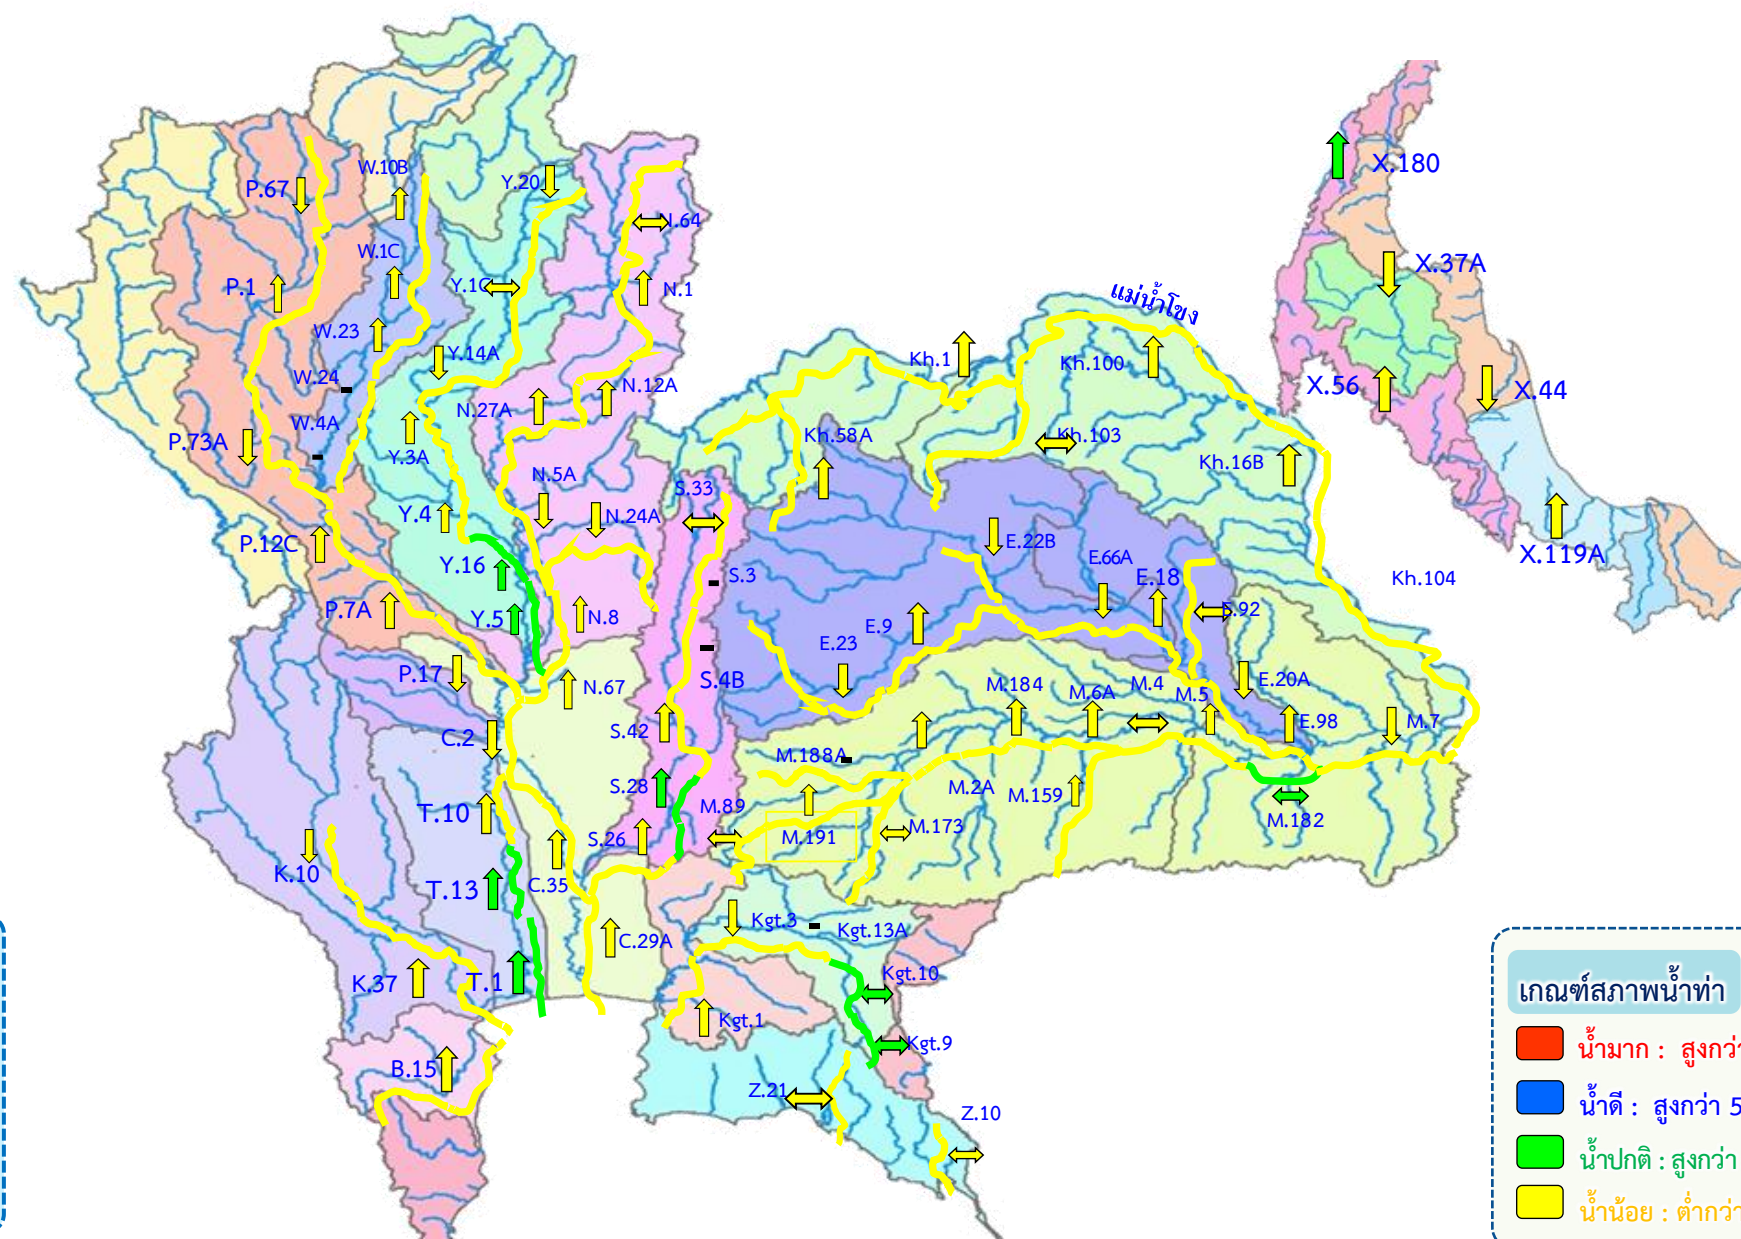 W.10B
P.67
Y.20
X.180
N.64
W.1C
X.37A
P.1
Y.1C
N.1
แม่น้ำโขง
W.23
Y.14A
Kh.1
Kh.100
W.24
N.12A
X.56
X.44
N.27A
W.4A
P.73A
Kh.58A
Kh.103
Y.3A
Kh.16B
N.5A
S.33
Y.4
N.24A
P.12C
E.22B
X.119A
Y.16
E.66A
S.3
E.18
Kh.104
P.7A
Y.5
N.8
E.9
E.92
E.23
P.17
N.67
S.4B
M.184
M.6A
M.4
M.5
E.20A
C.2
S.42
E.98
M.7
M.188A
S.28
M.89
M.2A
M.159
T.10
M.173
M.182
S.26
M.191
K.10
T.13
C.35
Kgt.3
Kgt.13A
C.29A
K.37
T.1
Kgt.10
Kgt.1
Kgt.9
B.15
Z.21
Z.10
เกณฑ์สภาพน้ำท่า
น้ำมาก : สูงกว่า
น้ำดี : สูงกว่า 5
น้ำปกติ : สูงกว่า
น้ำน้อย : ต่ำกว่า